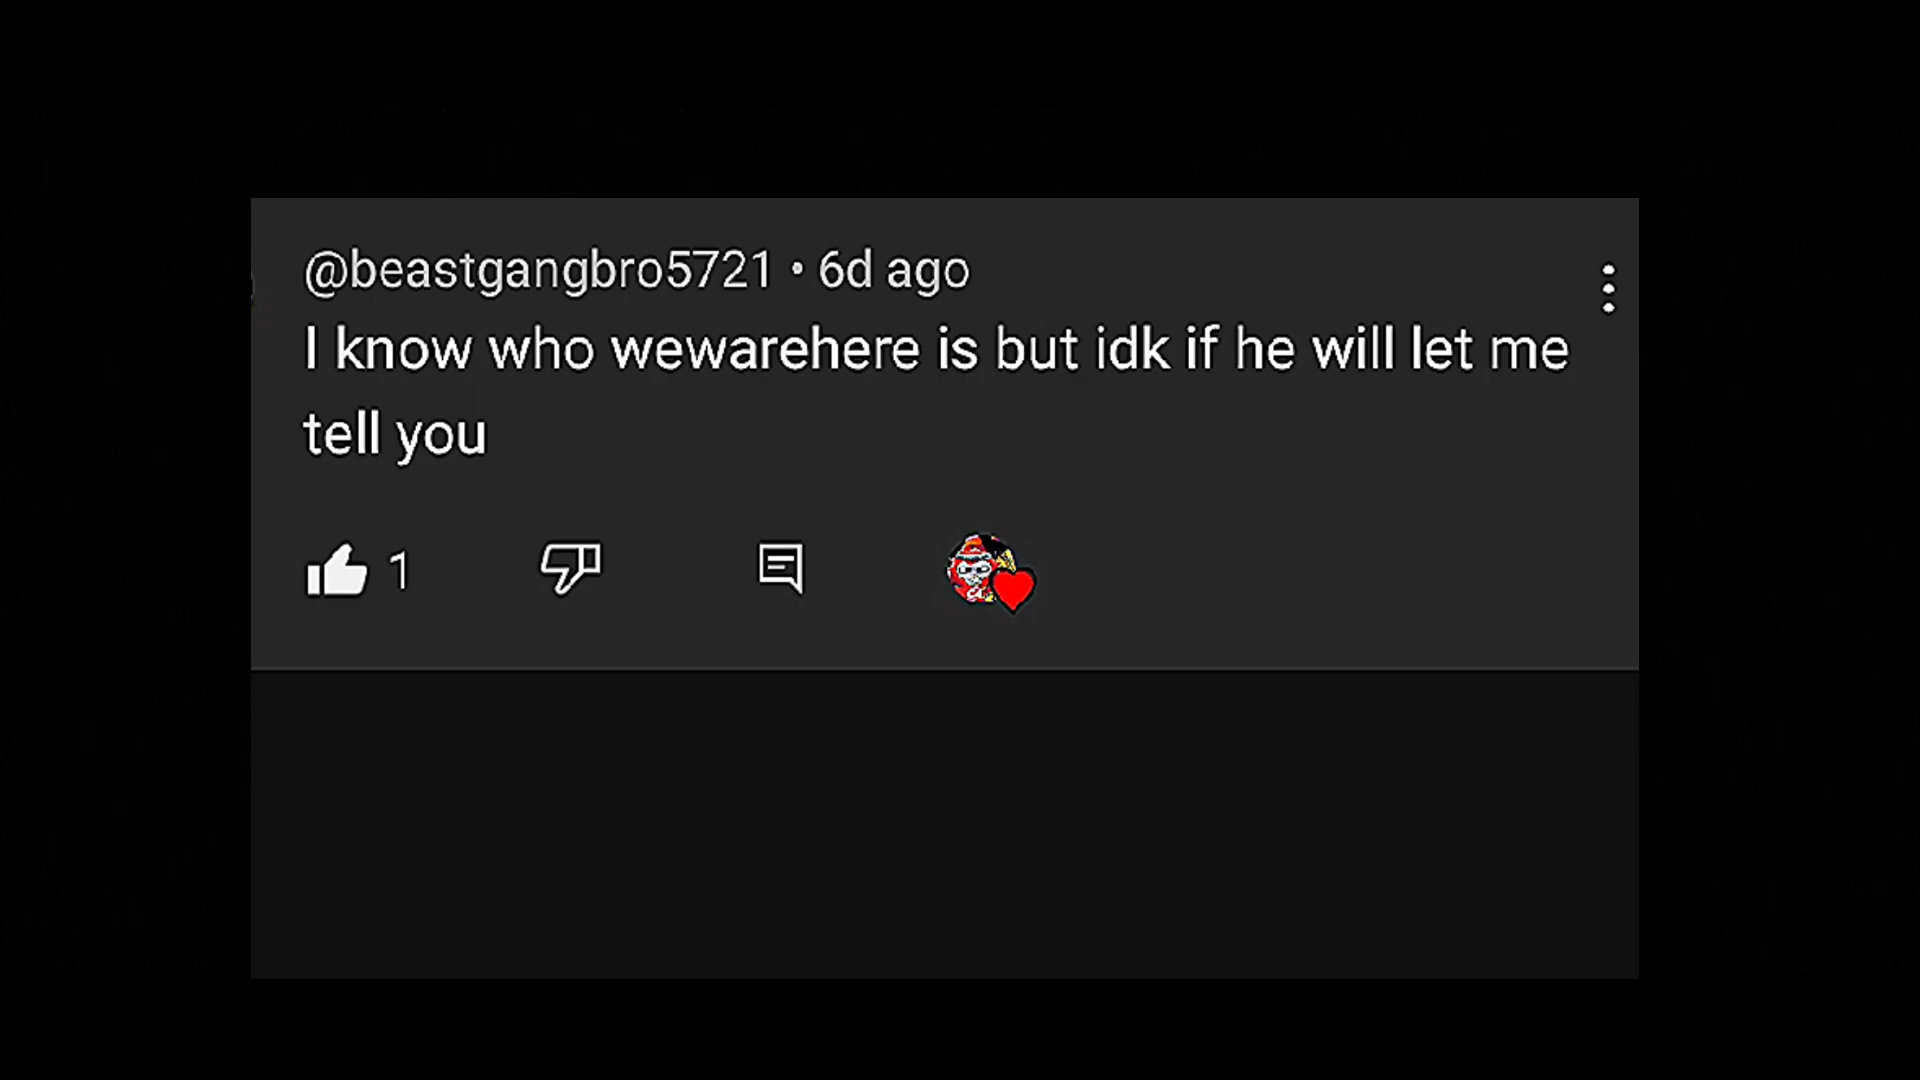 @beastgangbro5721 • 6d ago
I know who wewarehere is but idk if he will let me
tell you
1